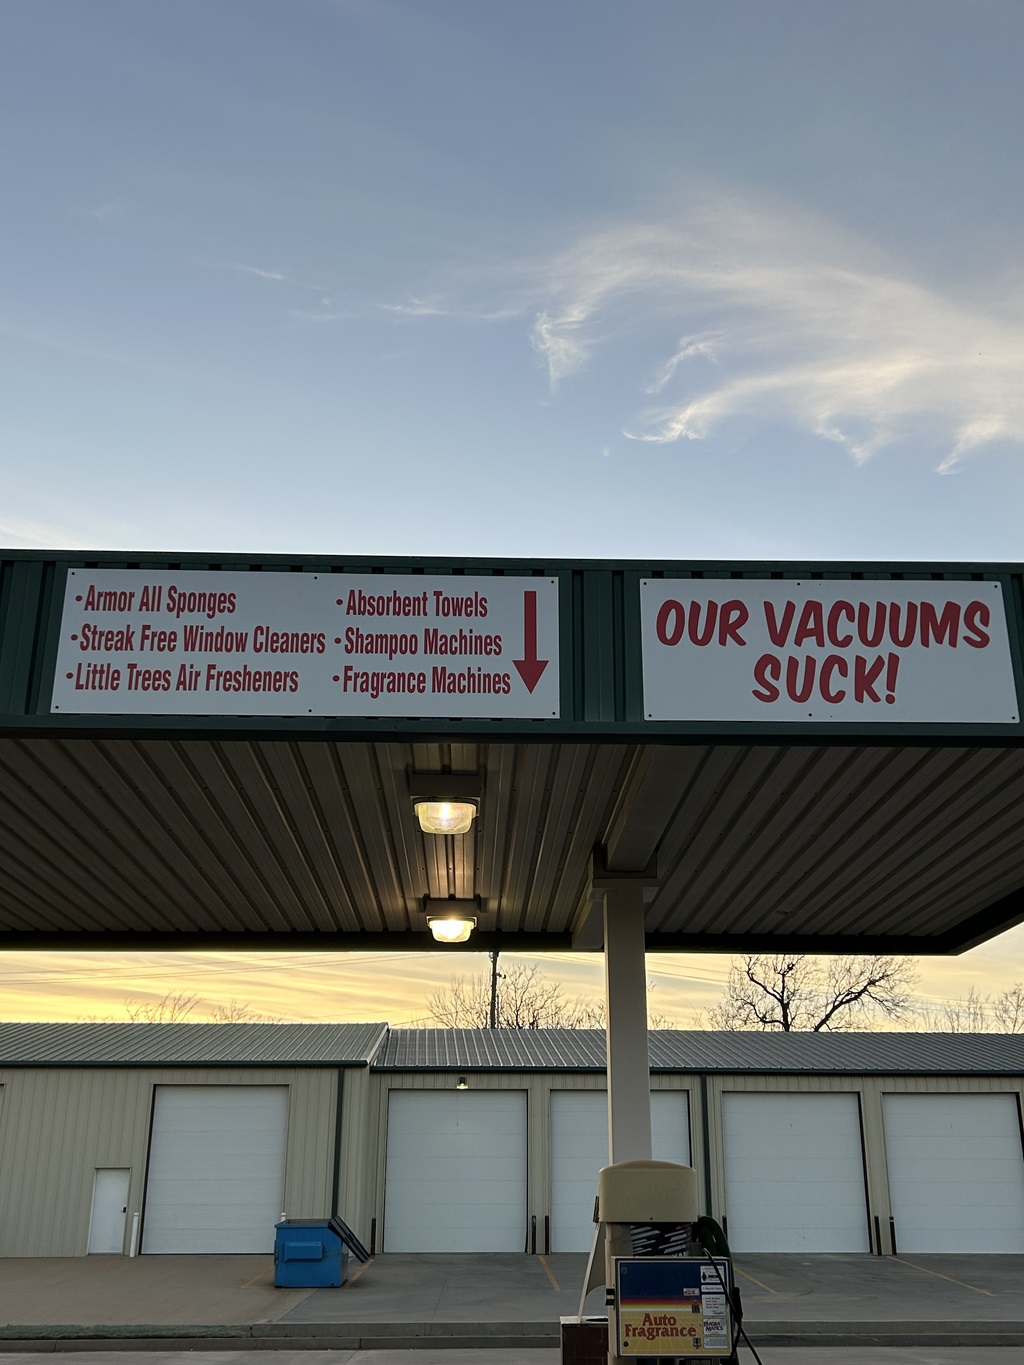 •Armor All Sponges
•Streak Free Window Cleaners
•Little Trees Air Fresheners
•Absorbent Towels
•Shampoo Machines
•Fragrance Machines
OUR VACUUMS
SUCK!
Auto
Fragrance